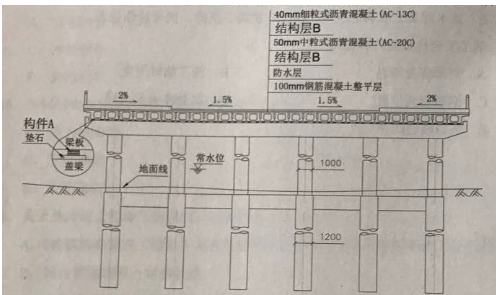 40mm细粒式沥青混凝土(AC-13C)
结构层B
50mm中粒式沥青混凝土(AC-20C)
结构层B
防水层
100mm钢筋混凝土整平层
2%
1.5%
1.5%
2%
构件A
垫石
梁板
盖梁
地面线
常水位
1000
1200